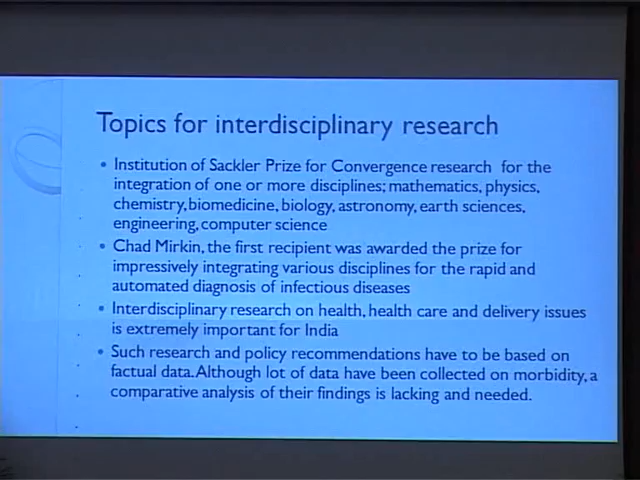 Topics for interdisciplinary research
• Institution of Sackler Prize for Convergence research for the
integration of one or more disciplines; mathematics, physics,
chemistry, biomedicine, biology, astronomy, earth sciences,
engineering, computer science
• Chad Mirkin, the first recipient was awarded the prize for
impressively integrating various disciplines for the rapid and
automated diagnosis of infectious diseases
• Interdisciplinary research on health, health care and delivery issues
is extremely important for India
• Such research and policy recommendations have to be based on
factual data. Although lot of data have been collected on morbidity, a
comparative analysis of their findings is lacking and needed.